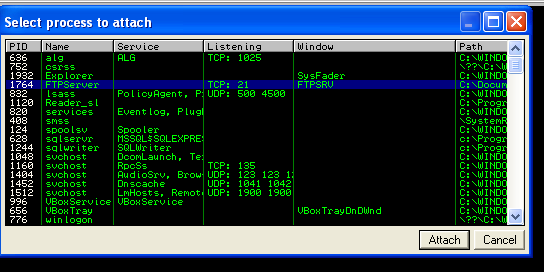 Select process to attach
PID Name Service Listening Window Path
636 alg ALG TCP: 1025 C:\WINDO
752 csrss \??\C:\W
1932 Explorer SysFader C:\WINDO
1764 FTPServer TCP: 21 FTPSRV C:\Docum
832 lsass PolicyAgent, P UDP: 500 4500 C:\WINDO
1120 Reader_sl C:\Progr
820 services Eventlog, Plug C:\WINDO
408 smss \SystemR
124 spoolsv Spooler C:\WINDO
628 sqlservr MSSQL$SQLEXPRE c:\Progr
1244 sqlwriter SQLWriter c:\Progr
1048 svchost DcomLaunch, Te C:\WINDO
1160 svchost RpcSs TCP: 135 C:\WINDO
1404 svchost AudioSrv, Brow UDP: 123 123 1 C:\WINDO
1452 svchost Dnscache UDP: 1041 1042 C:\WINDO
1512 svchost LmHosts, Remot UDP: 1900 1900 C:\WINDO
996 VBoxService VBoxService C:\WINDO
656 VBoxTray VBoxTrayDnDWnd C:\WINDO
776 winlogon \??\C:\W
Attach Cancel